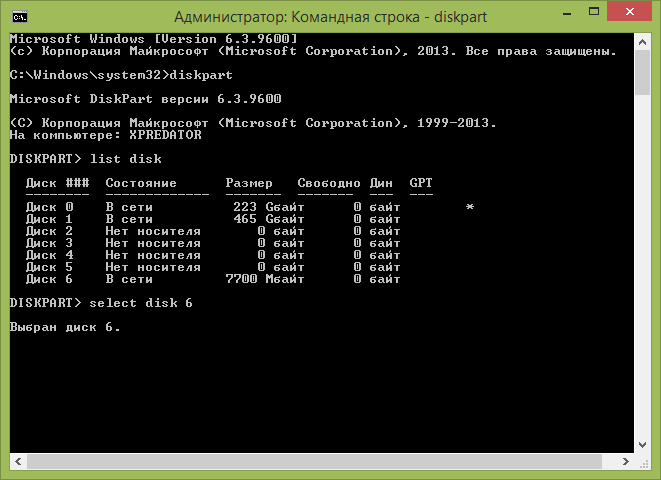 Администратор: Командная строка - diskpart
Microsoft Windows [Version 6.3.9600]
(c) Корпорация Майкрософт (Microsoft Corporation), 2013. Все права защищены.
C:\Windows\system32>diskpart
Microsoft DiskPart версии 6.3.9600
(C) Корпорация Майкрософт (Microsoft Corporation), 1999-2013.
На компьютере: XPREDATOR
DISKPART> list disk
Диск ### Состояние Размер Свободно Дин GPT
-------- ------------- ------- ------- --- ---
Диск 0 В сети 223 Gбайт 0 байт *
Диск 1 В сети 465 Gбайт 0 байт
Диск 2 Нет носителя 0 байт 0 байт
Диск 3 Нет носителя 0 байт 0 байт
Диск 4 Нет носителя 0 байт 0 байт
Диск 5 Нет носителя 0 байт 0 байт
Диск 6 В сети 7700 Mбайт 0 байт
DISKPART> select disk 6
Выбран диск 6.